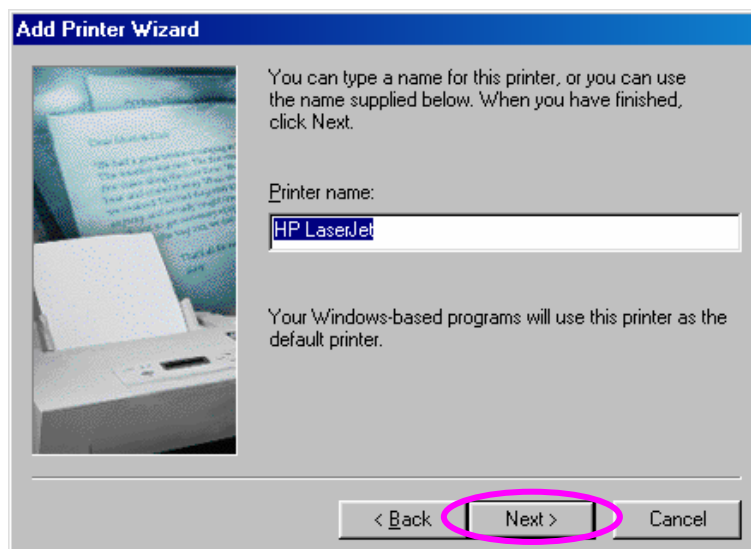 Add Printer Wizard
You can type a name for this printer, or you can use
the name supplied below. When you have finished,
click Next.
Printer name:
HP LaserJet
Your Windows-based programs will use this printer as the
default printer.
< Back
Next >
Cancel